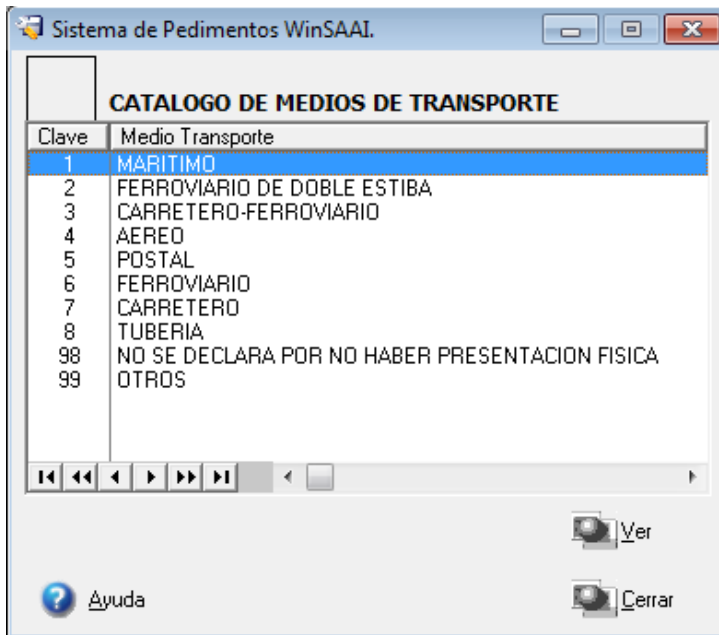 Sistema de Pedimentos WinSAAI.
CATALOGO DE MEDIOS DE TRANSPORTE
Clave Medio Transporte
1 MARITIMO
2 FERROVIARIO DE DOBLE ESTIBA
3 CARRETERO-FERROVIARIO
4 AEREO
5 POSTAL
6 FERROVIARIO
7 CARRETERO
8 TUBERIA
98 NO SE DECLARA POR NO HABER PRESENTACION FISICA
99 OTROS
Ver
Ayuda Cerrar